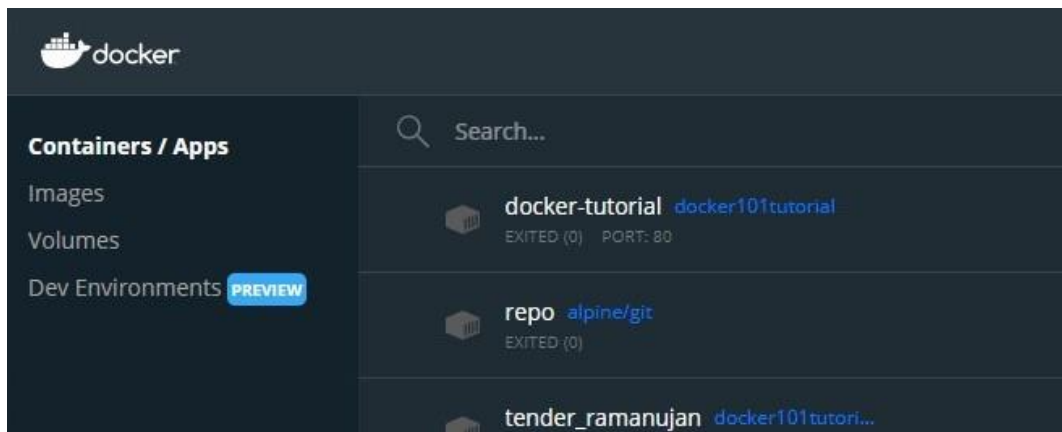 docker
Containers / Apps
Images
Volumes
Dev Environments PREVIEW
Search...
docker-tutorial docker101tutorial
EXITED (0) PORT: 80
repo alpine/git
EXITED (0)
tender_ramanujan docker101tutori...